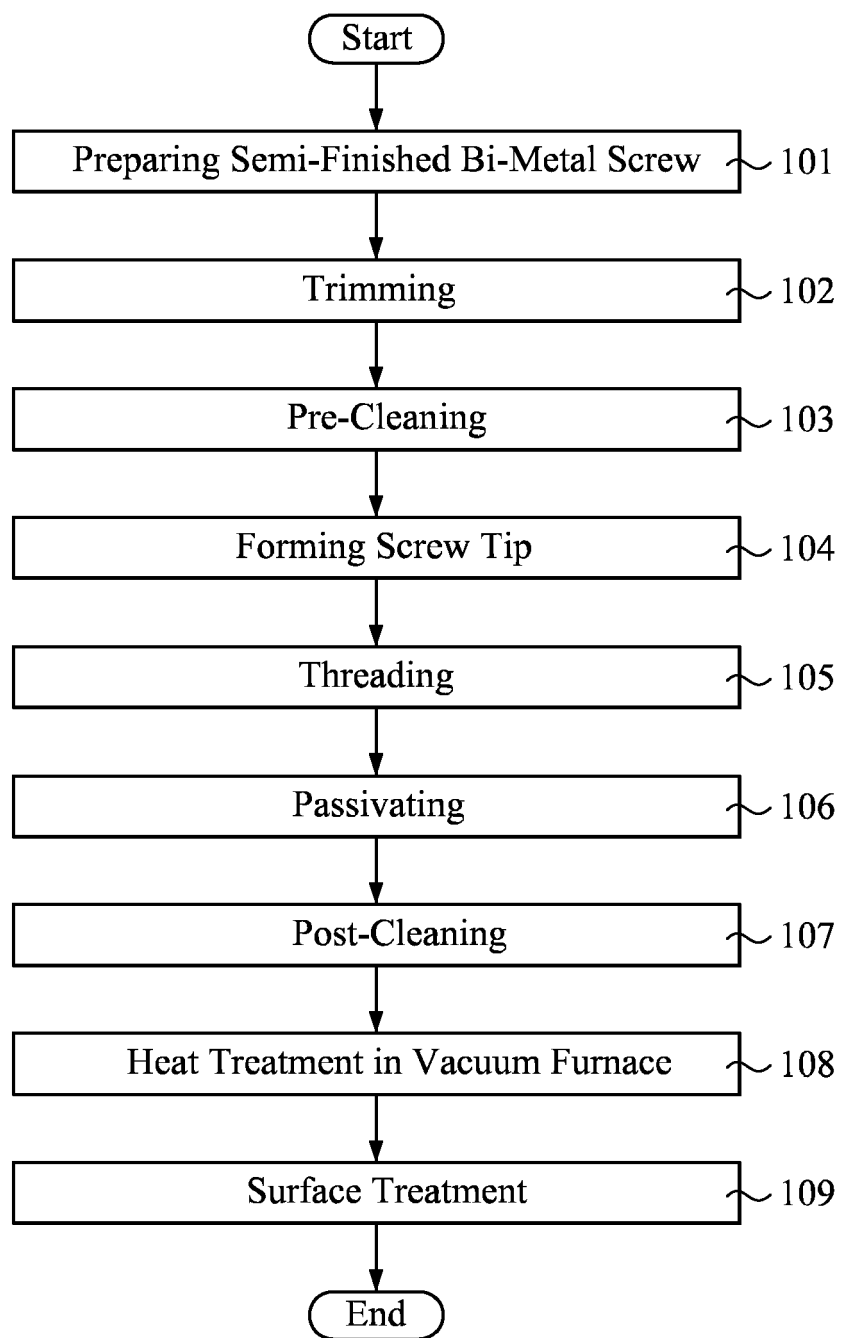 Start
Preparing Semi-Finished Bi-Metal Screw 101
Trimming 102
Pre-Cleaning 103
Forming Screw Tip 104
Threading 105
Passivating 106
Post-Cleaning 107
Heat Treatment in Vacuum Furnace 108
Surface Treatment 109
End